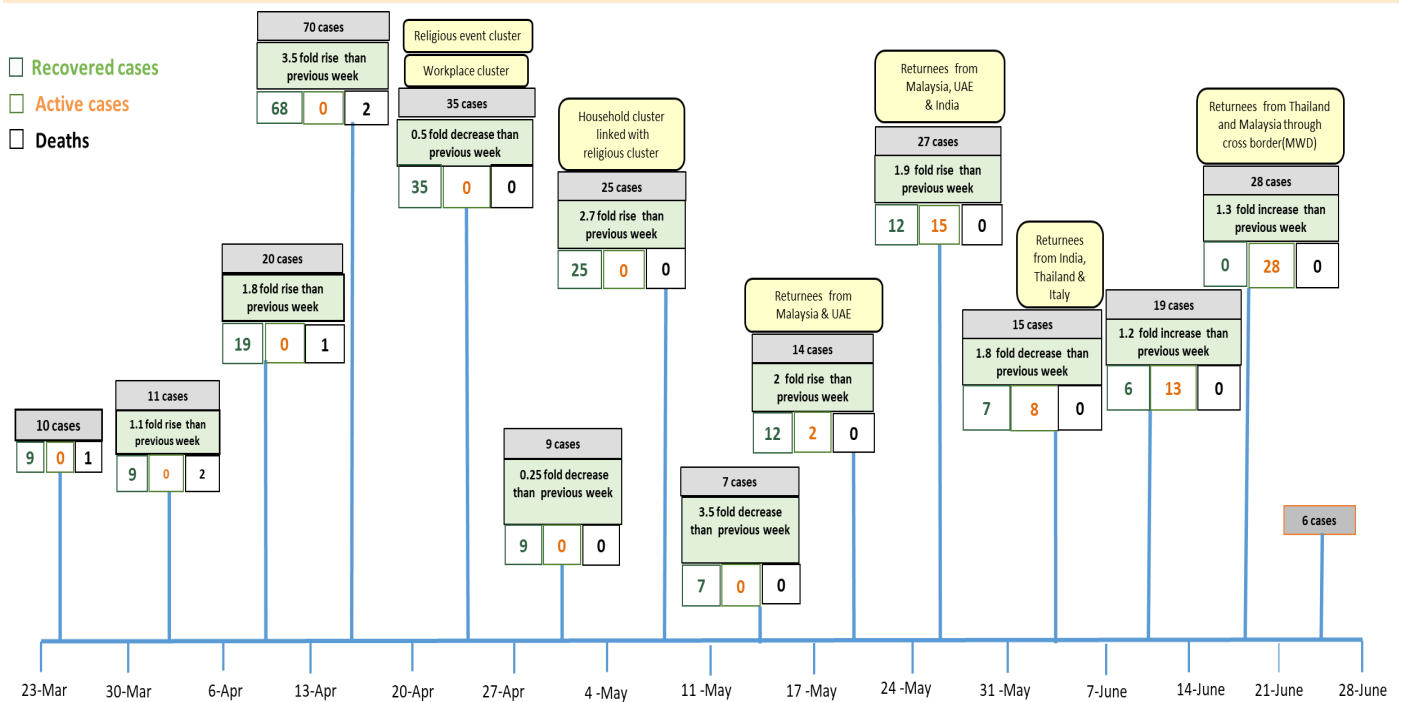 Recovered cases
Active cases
Deaths
10 cases
9 0 1
11 cases
1.1 fold rise than
previous week
9 0 2
20 cases
1.8 fold rise than
previous week
19 0 1
70 cases
3.5 fold rise than
previous week
68 0 2
Religious event cluster
Workplace cluster
35 cases
0.5 fold decrease than
previous week
35 0 0
9 cases
0.25 fold decrease
than previous week
9 0 0
Household cluster
linked with
religious cluster
25 cases
2.7 fold rise than
previous week
25 0 0
7 cases
3.5 fold decrease
than previous week
7 0 0
Returnees from
Malaysia & UAE
14 cases
2 fold rise than
previous week
12 2 0
Returnees from
Malaysia, UAE
& India
27 cases
1.9 fold rise than
previous week
12 15 0
Returnees
from India,
Thailand &
Italy
15 cases
1.8 fold decrease than
previous week
7 8 0
19 cases
1.2 fold increase than
previous week
6 13 0
Returnees from Thailand
and Malaysia through
cross border(MWD)
28 cases
1.3 fold increase than
previous week
0 28 0
6 cases
23-Mar 30-Mar 6-Apr 13-Apr 20-Apr 27-Apr 4 -May 11 -May 17 -May 24 -May 31 -May 7-June 14-June 21-June 28-June